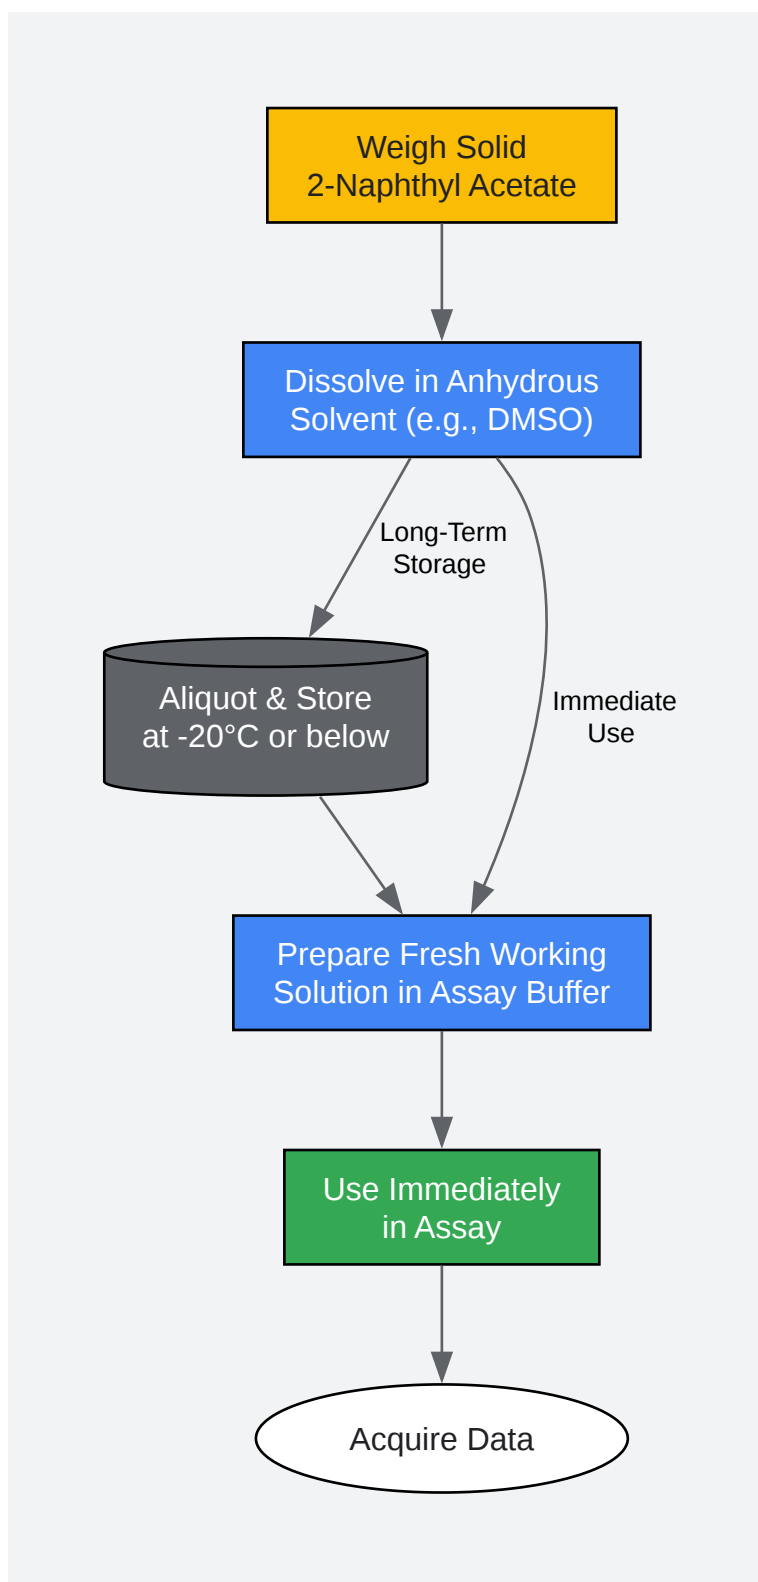 Weigh Solid
2-Naphthyl Acetate
Dissolve in Anhydrous
Solvent (e.g., DMSO)
Long-Term
Storage
Aliquot & Store
at -20°C or below
Immediate
Use
Prepare Fresh Working
Solution in Assay Buffer
Use Immediately
in Assay
Acquire Data